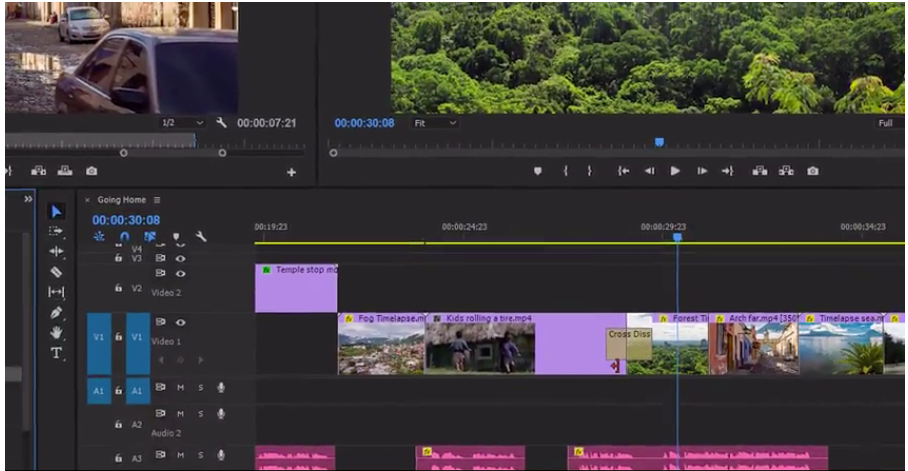 1/2 00:00:07:21 00:00:30:08 Fit Full
Going Home
00:00:30:08
00:19:23 00:00:24:23 00:00:29:23 00:00:34:23
V4
V3
Temple stop mo
V2 Video 2
Fog Timelapse.m Kids rolling a tire.mp4 Forest Ti Arch far.mp4 [350% Timelapse sea.m
V1 V1 Video 1 Cross Diss
A1 A1 M S
M S
A2
Audio 2
A3 M S